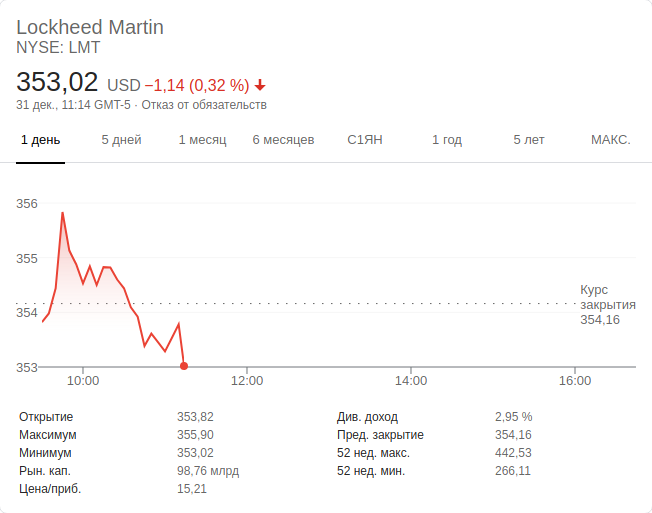 Lockheed Martin
NYSE: LMT
353,02 USD −1,14 (0,32 %)
31 дек., 11:14 GMT-5 · Отказ от обязательств
1 день 5 дней 1 месяц 6 месяцев С1ЯН 1 год 5 лет МАКС.
356
355
354
353
Курс
закрытия
354,16
10:00 12:00 14:00 16:00
Открытие 353,82 Див. доход 2,95 %
Максимум 355,90 Пред. закрытие 354,16
Минимум 353,02 52 нед. макс. 442,53
Рын. кап. 98,76 млрд 52 нед. мин. 266,11
Цена/приб. 15,21